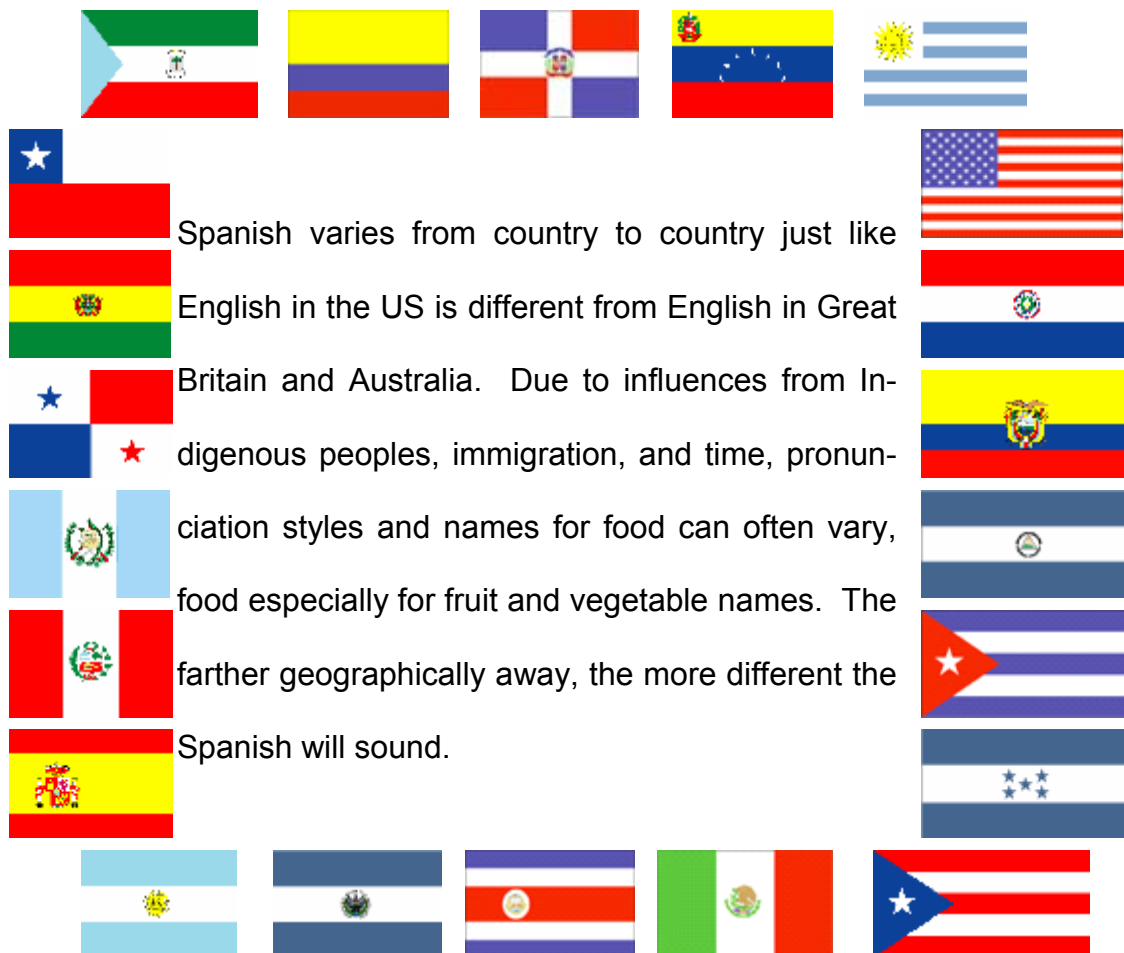 Spanish varies from country to country just like
English in the US is different from English in Great
Britain and Australia.  Due to influences from In-
digenous peoples, immigration, and time, pronun-
ciation styles and names for food can often vary,
food especially for fruit and vegetable names.  The
farther geographically away, the more different the
Spanish will sound.